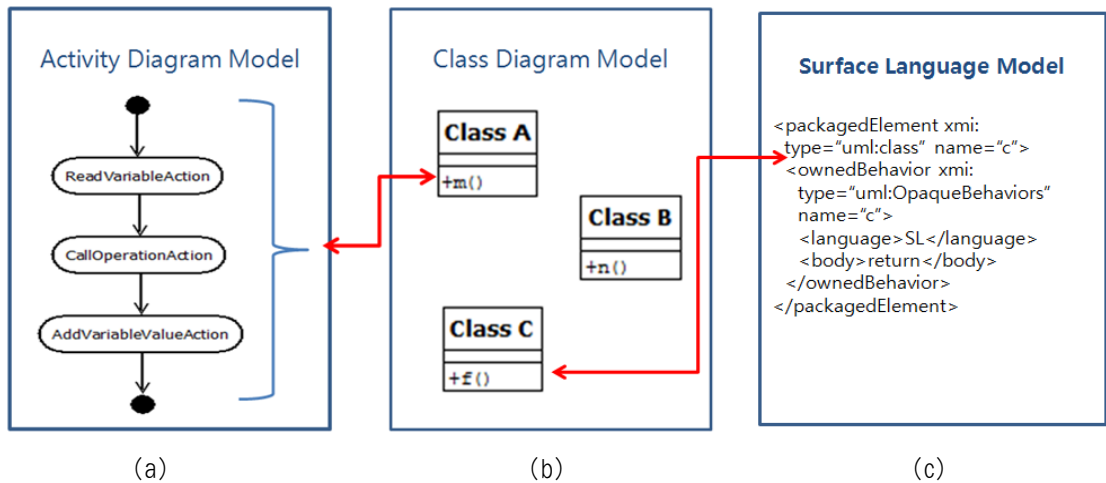 Activity Diagram Model
ReadVariableAction
CallOperationAction
AddVariableValueAction
(a)
Class Diagram Model
Class A
+m()
Class B
+n()
Class C
+f()
(b)
Surface Language Model
<packagedElement xmi:
type="uml:class" name="c">
<ownedBehavior xmi:
type="uml:OpaqueBehaviors"
name="c">
<language>SL</language>
<body>return</body>
</ownedBehavior>
</packagedElement>
(c)